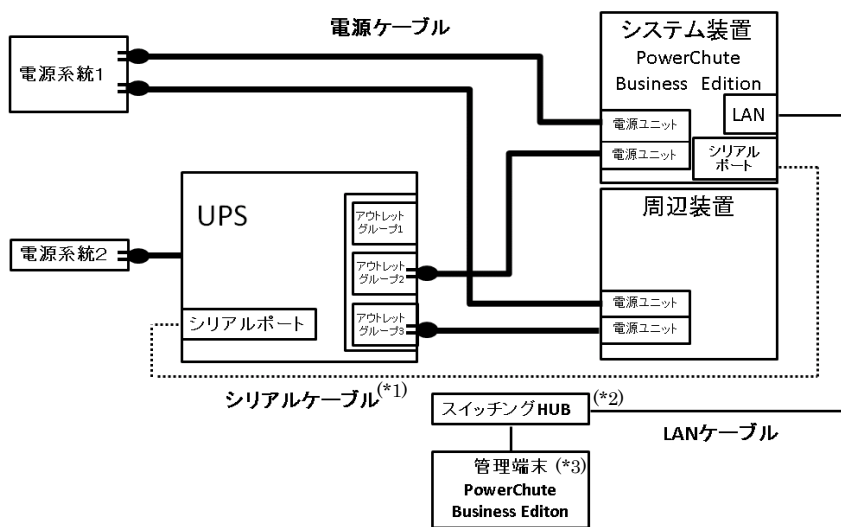 電源ケーブル
電源系統1
システム装置
PowerChute
Business Edition
LAN
電源ユニット
電源ユニット
シリアル
ポート
UPS
アウトレット
グループ1
アウトレット
グループ2
アウトレット
グループ3
シリアルポート
電源系統2
周辺装置
電源ユニット
電源ユニット
シリアルケーブル(*1)
スイッチングHUB (*2)
LANケーブル
管理端末 (*3)
PowerChute
Business Editon